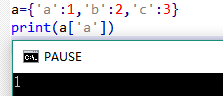 a={'a':1,'b':2,'c':3}
print(a['a'])
C:\. PAUSE
1